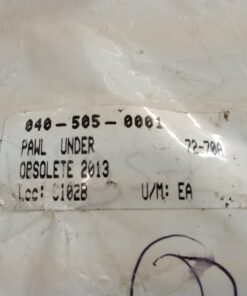 040-505-0001
PAWL UNDER 72-70A
OBSOLETE 2013
Loc: C102B U/M: EA